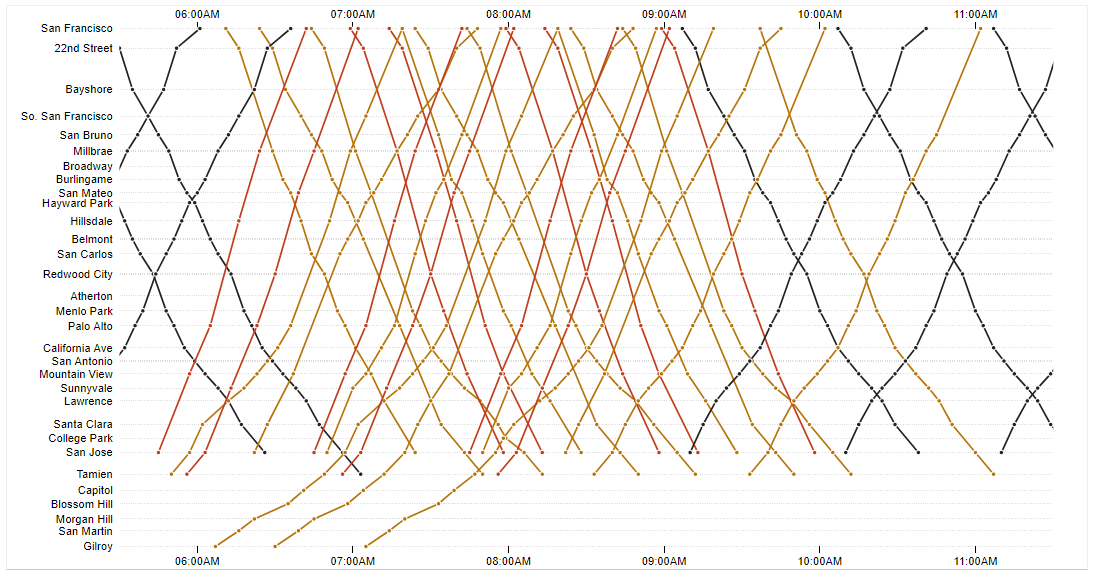 06:00AM 07:00AM 08:00AM 09:00AM 10:00AM 11:00AM
San Francisco
22nd Street
Bayshore
So. San Francisco
San Bruno
Millbrae
Broadway
Burlingame
San Mateo
Hayward Park
Hillsdale
Belmont
San Carlos
Redwood City
Atherton
Menlo Park
Palo Alto
California Ave
San Antonio
Mountain View
Sunnyvale
Lawrence
Santa Clara
College Park
San Jose
Tamien
Capitol
Blossom Hill
Morgan Hill
San Martin
Gilroy
06:00AM 07:00AM 08:00AM 09:00AM 10:00AM 11:00AM